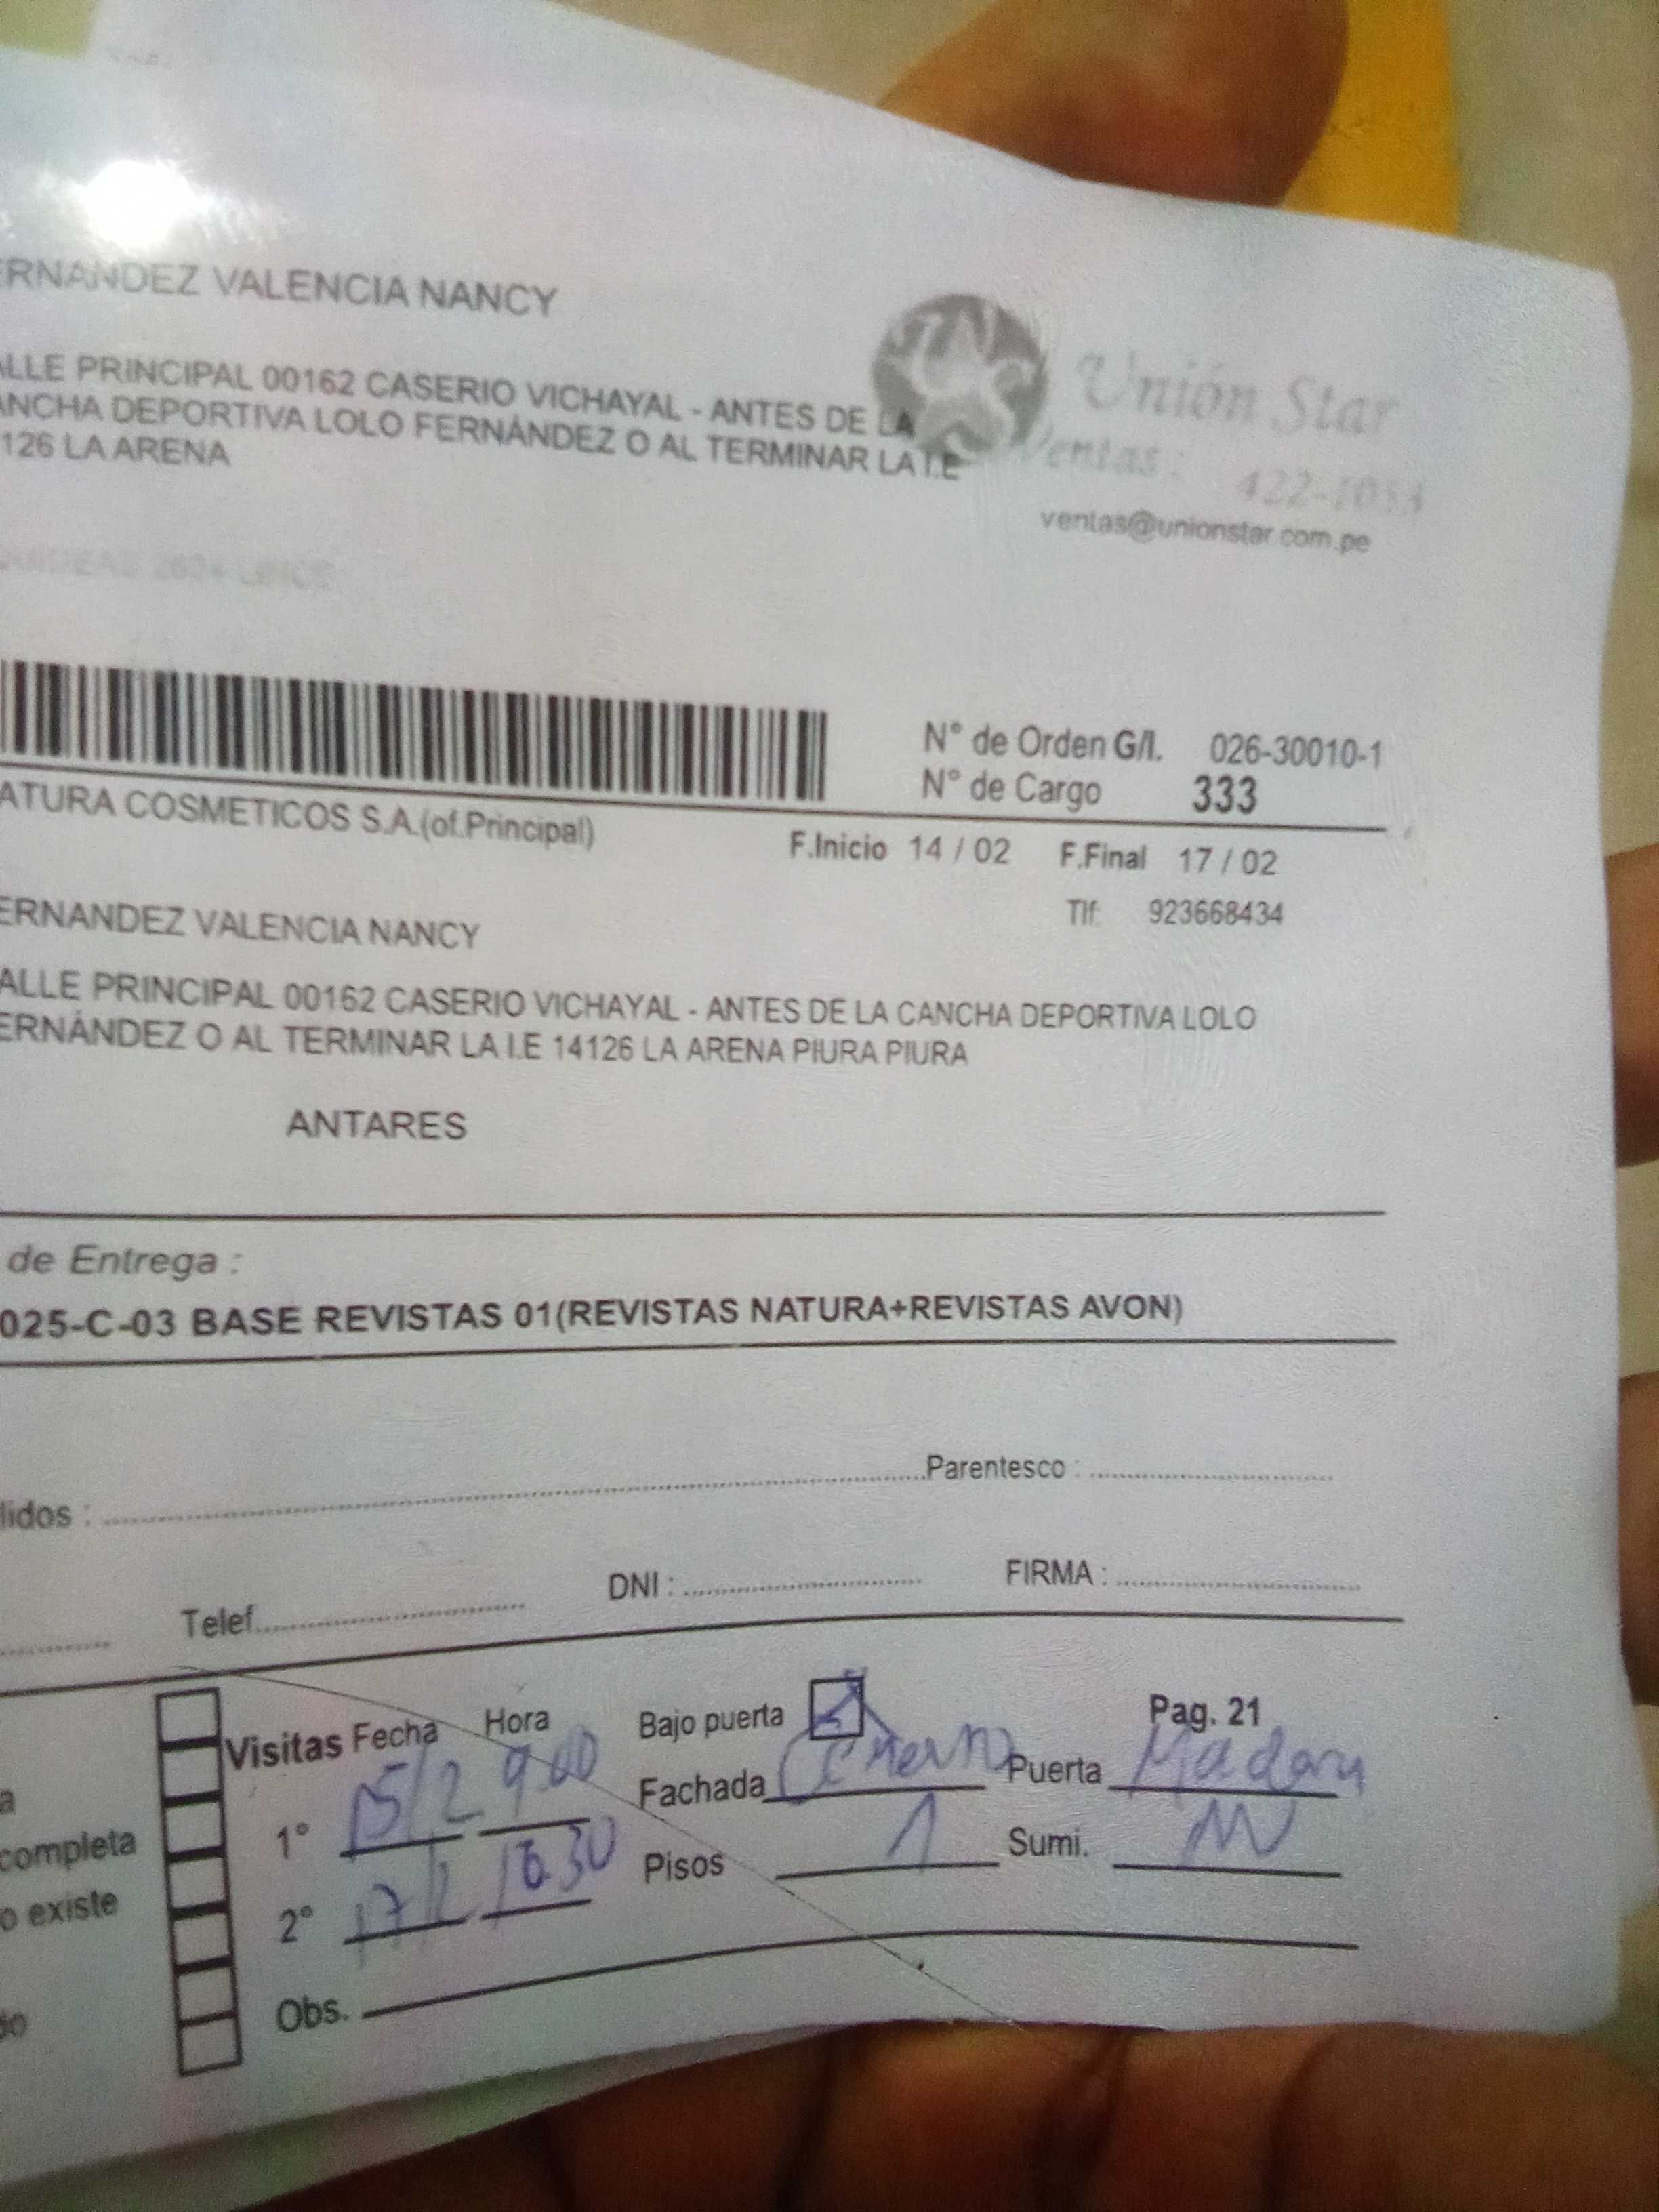 ERNANDEZ VALENCIA NANCY
ALLE PRINCIPAL 00162 CASERIO VICHAYAL - ANTES DE LA
ANCHA DEPORTIVA LOLO FERNÁNDEZ O AL TERMINAR LA I.E
126 LA ARENA
Unión Star
Ventas:
ventas@unionstar.com.pe
N° de Orden G/I. 026-30010-1
N° de Cargo 333
ATURA COSMETICOS S.A.(of.Principal)
F.Inicio 14 / 02 F.Final 17 / 02
Tlf: 923668434
ERNANDEZ VALENCIA NANCY
ALLE PRINCIPAL 00162 CASERIO VICHAYAL - ANTES DE LA CANCHA DEPORTIVA LOLO
ERNÁNDEZ O AL TERMINAR LA I.E 14126 LA ARENA PIURA PIURA
ANTARES
de Entrega :
025-C-03 BASE REVISTAS 01(REVISTAS NATURA+REVISTAS AVON)
lidos : Parentesco :
Telef. DNI : FIRMA :
Visitas Fecha Hora Bajo puerta Pag. 21
a Fachada Puerta
completa 1° 15/2 9:00 Pisos 1 Sumi.
o existe 2° 17/2 16:30
do Obs.